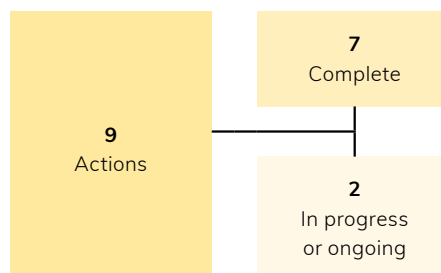 9
Actions
7
Complete
2
In progress
or ongoing